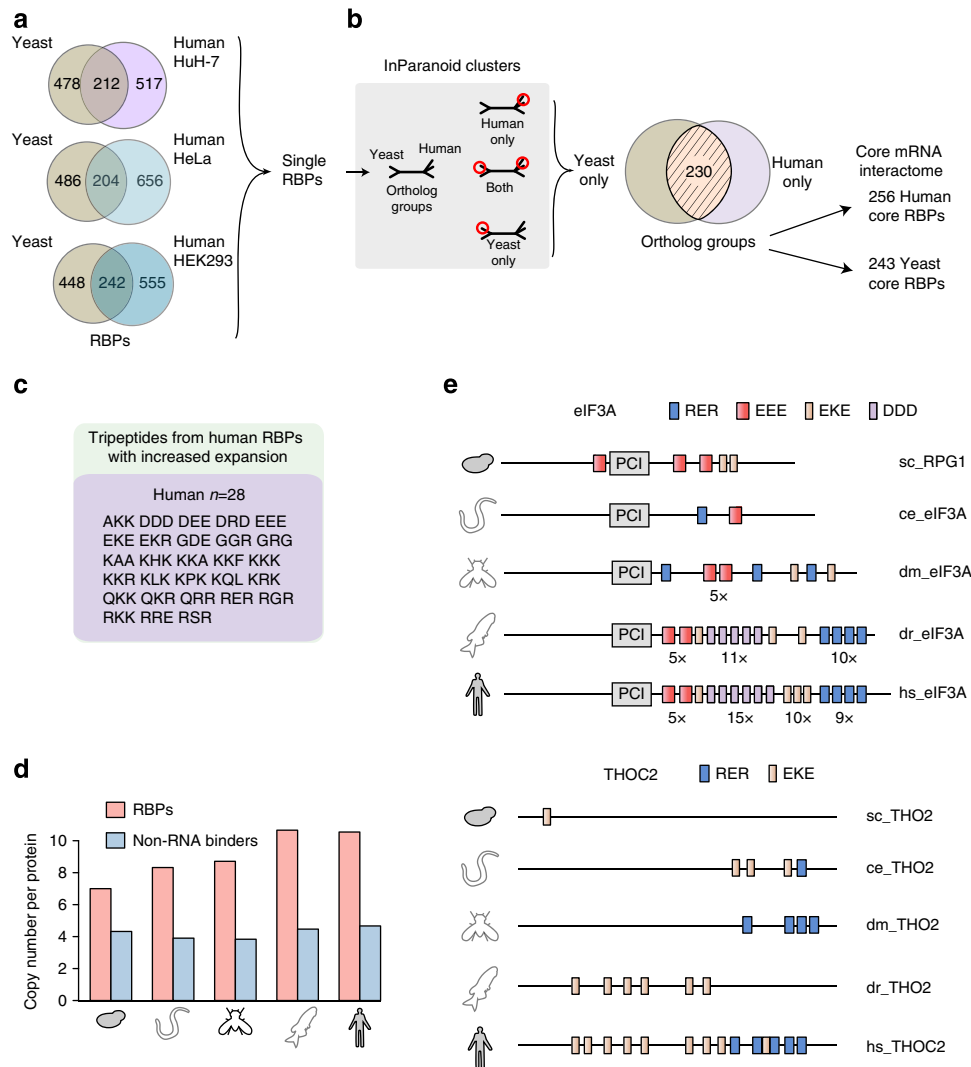 a
Yeast
Human
HuH-7
478 212 517
Yeast
Human
HeLa
486 204 656
Yeast
Human
HEK293
448 242 555
RBPs
Single
RBPs
b
InParanoid clusters
Yeast
Human
Ortholog
groups
Human
only
Both
Yeast
only
Yeast
only
230
Human
only
Ortholog groups
Core mRNA
interactome
256 Human
core RBPs
243 Yeast
core RBPs
c
Tripeptides from human RBPs
with increased expansion
Human n=28
AKK DDD DEE DRD EEE
EKE EKR GDE GGR GRG
KAA KHK KKA KKF KKK
KKR KLK KPK KQL KRK
QKK QKR QRR RER RGR
RKK RRE RSR
d
RBPs
Non-RNA binders
Copy number per protein
10
8
6
4
2
0
e
eIF3A RER EEE EKE DDD
PCI
sc_RPG1
PCI
ce_eIF3A
PCI
dm_eIF3A
5×
PCI
dr_eIF3A
5× 11× 10×
PCI
hs_eIF3A
5× 15× 10× 9×
THOC2 RER EKE
sc_THO2
ce_THO2
dm_THO2
dr_THO2
hs_THOC2